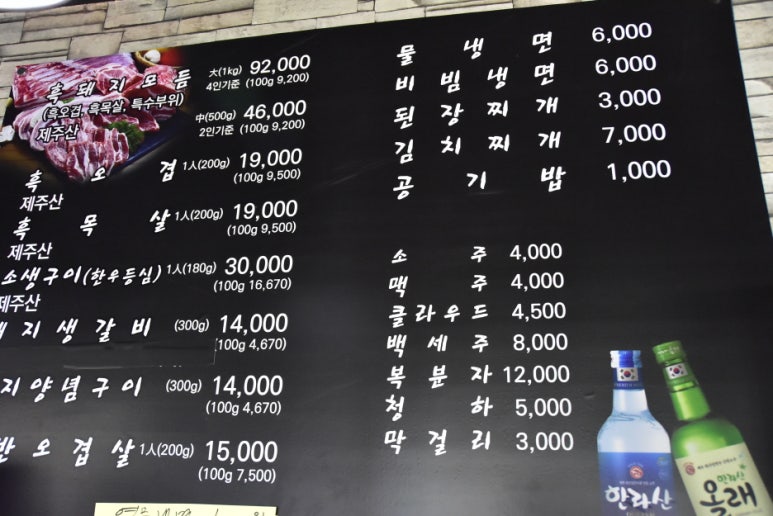 흑돼지모듬 大(1kg) 92,000
(흑오겹, 흑목살, 특수부위) 4인기준 (100g 9,200)
제주산 中(500g) 46,000
2인기준 (100g 9,200)
흑오겹 1人(200g) 19,000
제주산 (100g 9,500)
흑목살 1人(200g) 19,000
제주산 (100g 9,500)
소생구이(한우등심) 1人(180g) 30,000
제주산 (100g 16,670)
지생갈비 (300g) 14,000
(100g 4,670)
지양념구이 (300g) 14,000
(100g 4,670)
반오겹살 1人(200g) 15,000
(100g 7,500)
물냉면 6,000
비빔냉면 6,000
된장찌개 3,000
김치찌개 7,000
공기밥 1,000
소주 4,000
맥주 4,000
클라우드 4,500
백세주 8,000
복분자 12,000
청하 5,000
막걸리 3,000
한라산
한라산
올래